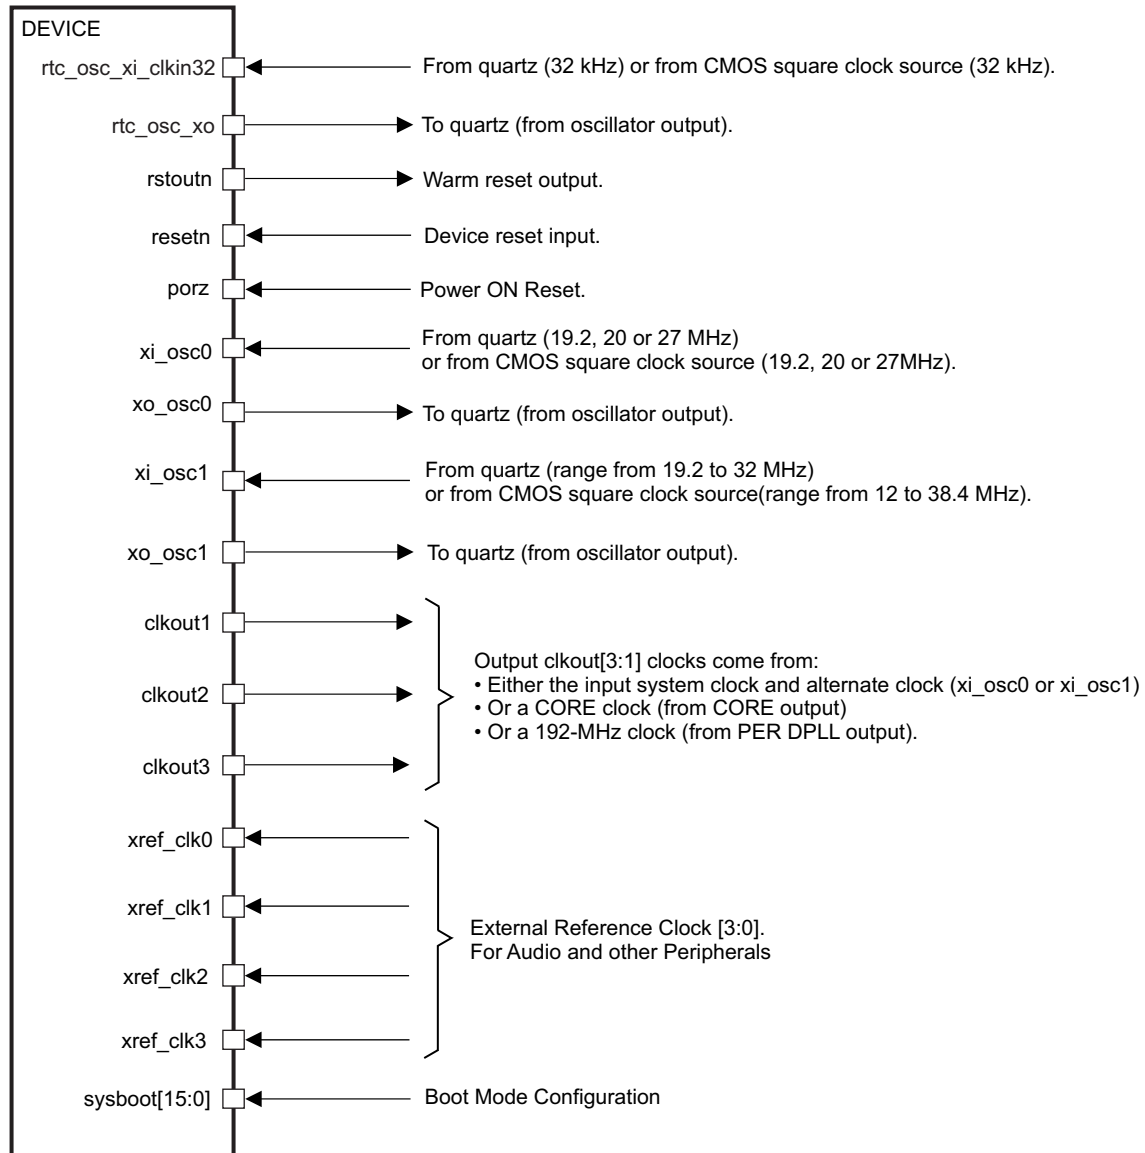 DEVICE
rtc_osc_xi_clkin32 From quartz (32 kHz) or from CMOS square clock source (32 kHz).
rtc_osc_xo To quartz (from oscillator output).
rstoutn Warm reset output.
resetn Device reset input.
porz Power ON Reset.
xi_osc0 From quartz (19.2, 20 or 27 MHz)
or from CMOS square clock source (19.2, 20 or 27MHz).
xo_osc0 To quartz (from oscillator output).
xi_osc1 From quartz (range from 19.2 to 32 MHz)
or from CMOS square clock source(range from 12 to 38.4 MHz).
xo_osc1 To quartz (from oscillator output).
clkout1
clkout2
clkout3
Output clkout[3:1] clocks come from:
• Either the input system clock and alternate clock (xi_osc0 or xi_osc1)
• Or a CORE clock (from CORE output)
• Or a 192-MHz clock (from PER DPLL output).
xref_clk0
xref_clk1
xref_clk2
xref_clk3
External Reference Clock [3:0].
For Audio and other Peripherals
sysboot[15:0] Boot Mode Configuration